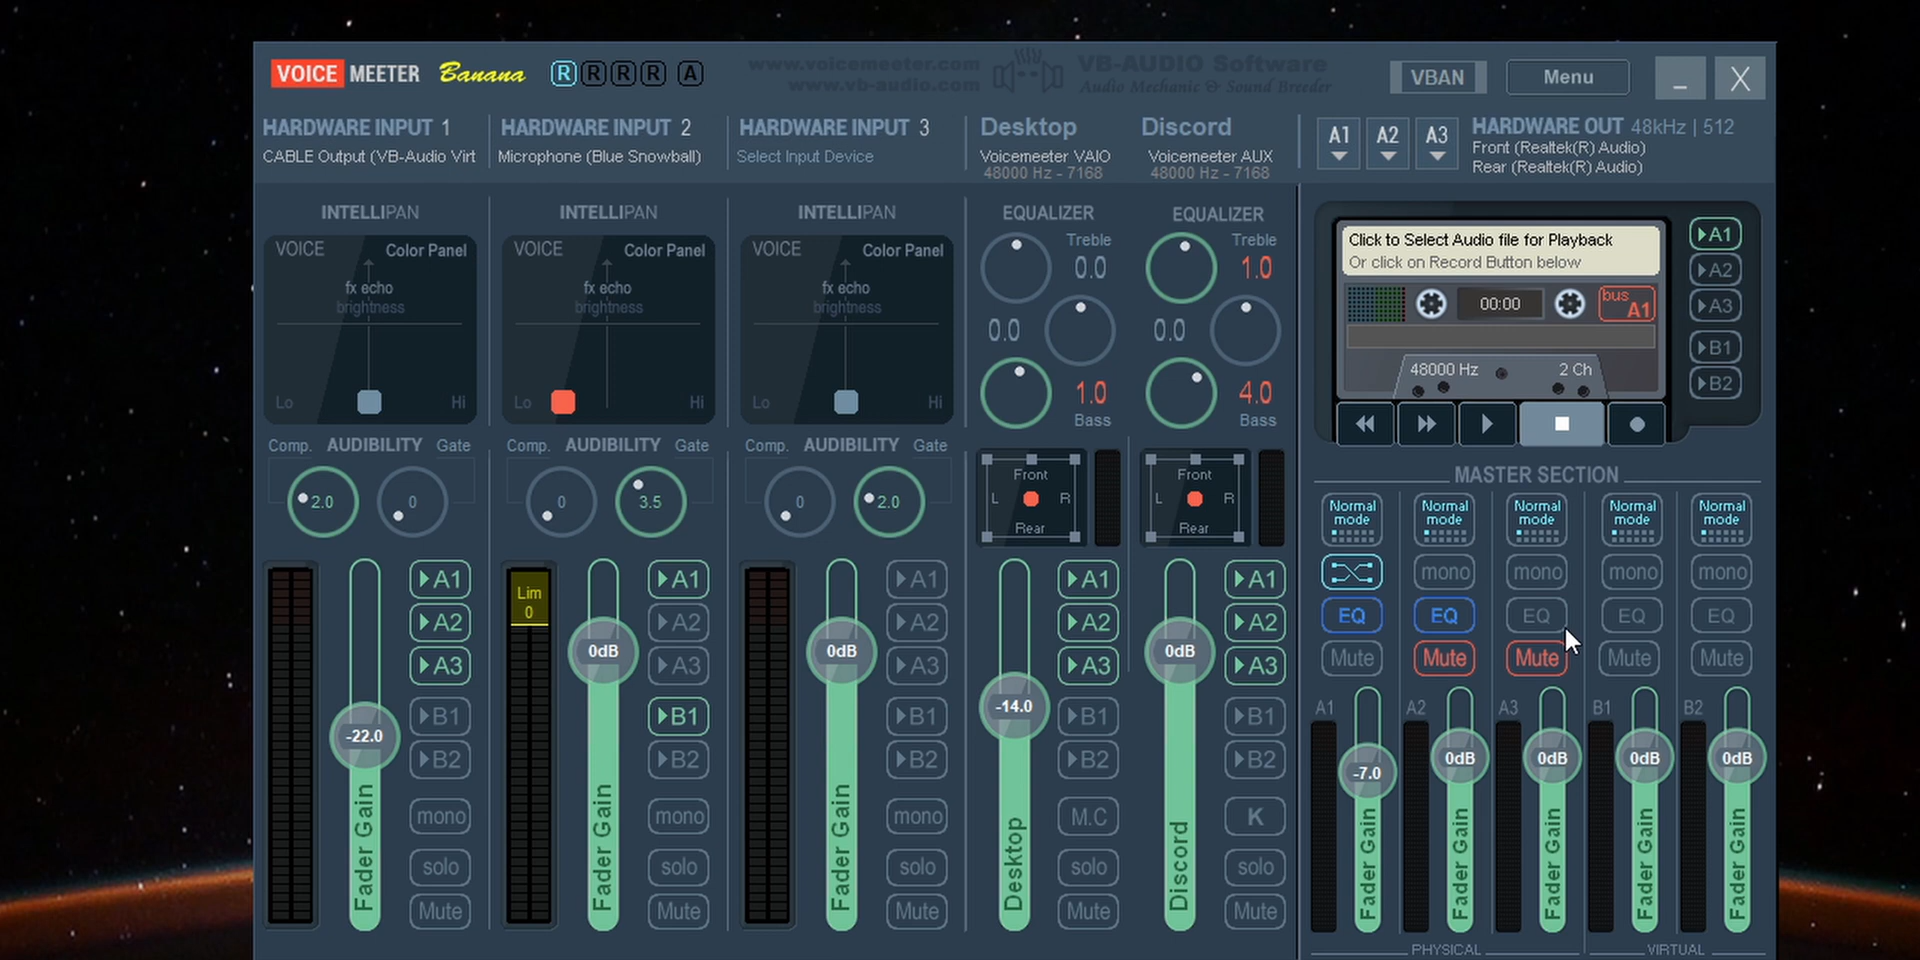 VOICE MEETER Banana R R R R A
www.voicemeeter.com
www.vb-audio.com
VB-AUDIO Software
Audio Mechanic & Sound Breeder
VBAN Menu _ X
HARDWARE INPUT 1
CABLE Output (VB-Audio Virt
HARDWARE INPUT 2
Microphone (Blue Snowball)
HARDWARE INPUT 3
Select Input Device
Desktop
Voicemeeter VAIO
48000 Hz - 7168
Discord
Voicemeeter AUX
48000 Hz - 7168
A1 A2 A3
HARDWARE OUT 48kHz | 512
Front (Realtek(R) Audio)
Rear (Realtek(R) Audio)
INTELLIPAN
VOICE Color Panel
fx echo
brightness
Lo Hi
Comp. AUDIBILITY Gate
2.0 0
-22.0
Fader Gain
A1
A2
A3
B1
B2
mono
solo
Mute
INTELLIPAN
VOICE Color Panel
fx echo
brightness
Lo Hi
Comp. AUDIBILITY Gate
0 3.5
Lim
0
0dB
Fader Gain
A1
A2
A3
B1
B2
mono
solo
Mute
INTELLIPAN
VOICE Color Panel
fx echo
brightness
Lo Hi
Comp. AUDIBILITY Gate
0 2.0
0dB
Fader Gain
A1
A2
A3
B1
B2
mono
solo
Mute
EQUALIZER
Treble
0.0
0.0
1.0
Bass
Front
L R
Rear
-14.0
Desktop
A1
A2
A3
B1
B2
M.C
solo
Mute
EQUALIZER
Treble
1.0
0.0
4.0
Bass
Front
L R
Rear
0dB
Discord
A1
A2
A3
B1
B2
K
solo
Mute
Click to Select Audio file for Playback
Or click on Record Button below
00:00
bus
A1
48000 Hz 2 Ch
A1
A2
A3
B1
B2
MASTER SECTION
Normal mode
EQ
Mute
A1
-7.0
Fader Gain
Normal mode
mono
EQ
Mute
A2
0dB
Fader Gain
Normal mode
mono
EQ
Mute
A3
0dB
Fader Gain
Normal mode
mono
EQ
Mute
B1
0dB
Fader Gain
Normal mode
mono
EQ
Mute
B2
0dB
Fader Gain
PHYSICAL VIRTUAL